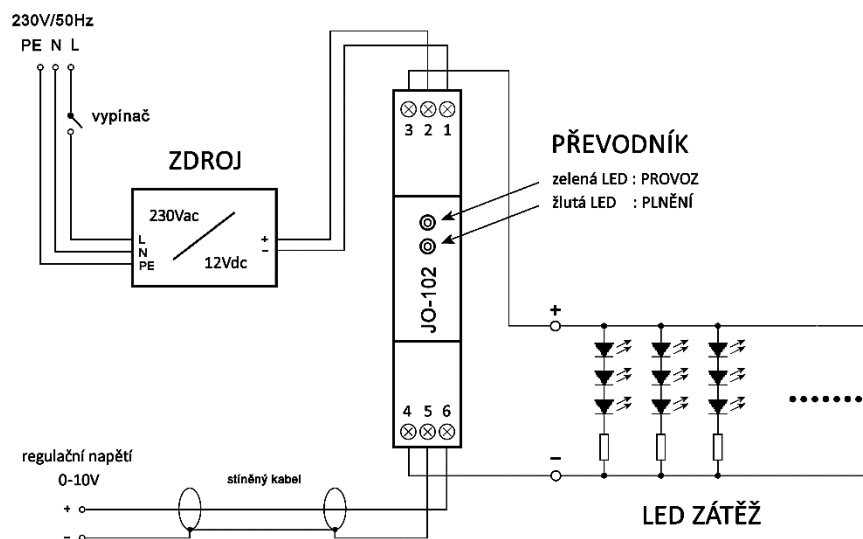 230V/50Hz
PE N L
vypínač
ZDROJ
230Vac
12Vdc
L
N
PE
+
–
3 2 1
PŘEVODNÍK
zelená LED : PROVOZ
žlutá LED : PLNĚNÍ
JO-102
4 5 6
+
–
LED ZÁTĚŽ
regulační napětí
0-10V
+
–
stíněný kabel